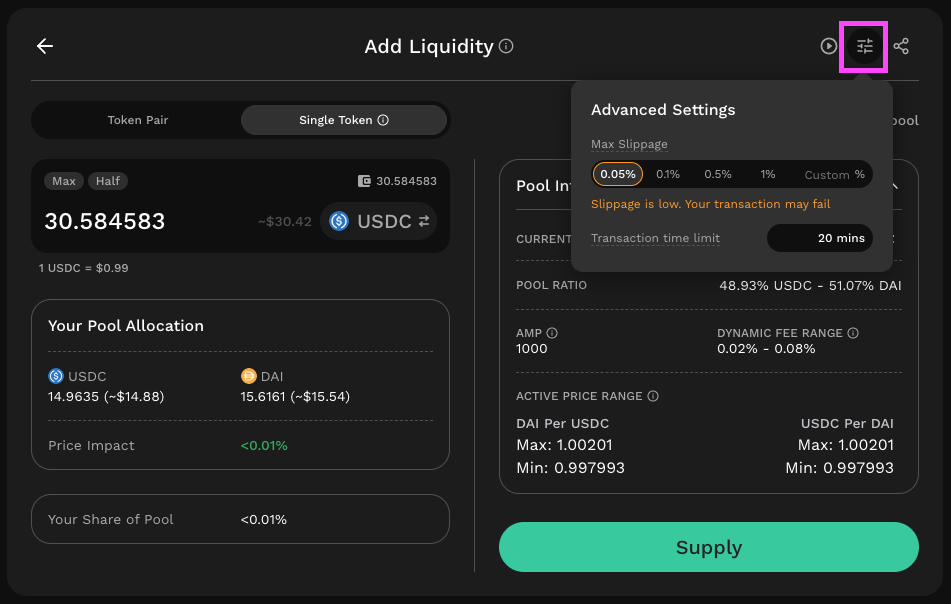 Add Liquidity
Token Pair
Single Token
Max
Half
30.584583
30.584583
~$30.42
USDC
1 USDC = $0.99
Your Pool Allocation
USDC
DAI
14.9635 (~$14.88)
15.6161 (~$15.54)
Price Impact
<0.01%
Your Share of Pool
<0.01%
Advanced Settings
Max Slippage
0.05%
0.1%
0.5%
1%
Custom %
Slippage is low. Your transaction may fail
Transaction time limit
20 mins
pool
Pool In
CURRENT
POOL RATIO
48.93% USDC - 51.07% DAI
AMP
DYNAMIC FEE RANGE
1000
0.02% - 0.08%
ACTIVE PRICE RANGE
DAI Per USDC
USDC Per DAI
Max: 1.00201
Max: 1.00201
Min: 0.997993
Min: 0.997993
Supply